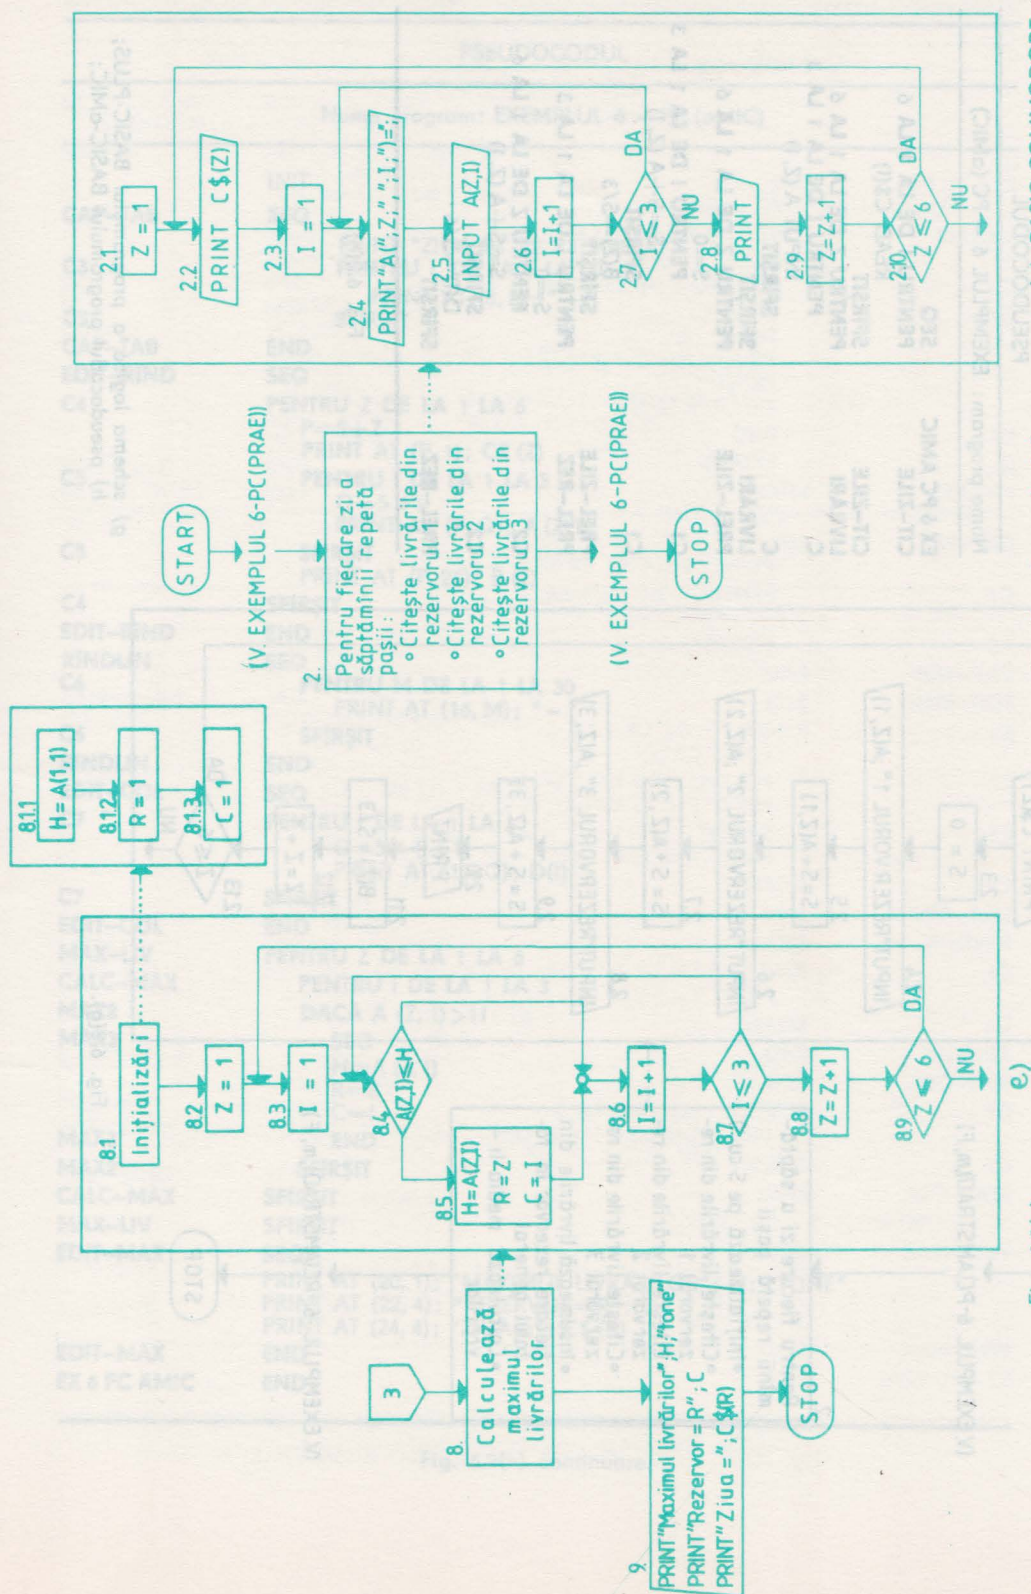 3
8.
Calculează
maximul
livrărilor
9.
PRINT"Maximul livrărilor";H;"tone"
PRINT"Rezervor=R";C
PRINT"Ziua=";C$(R)
STOP
8.1
Inițializări
8.2
Z = 1
8.3
I = 1
8.4
A(Z,I)≤H
8.5
H=A(Z,I)
R=Z
C=I
8.6
I=I+1
8.7
I≤ 3
8.8
Z=Z+1
8.9
Z ≤ 6
DA
NU
e)
8.1.1
H=A(1,1)
8.1.2
R=1
8.1.3
C=1
START
(V. EXEMPLUL 6-PC(PRAE))
2.
Pentru fiecare zi a
săptămînii repetă
pașii:
∘ Citește livrările din
rezervorul 1
∘ Citește livrările din
rezervorul 2
∘ Citește livrările din
rezervorul 3
(V. EXEMPLUL 6-PC(PRAE))
STOP
2.1
Z = 1
2.2
PRINT C$(Z)
2.3
I = 1
2.4
PRINT"A(";Z;",";I;")=";
2.5
INPUT A(Z,I)
2.6
I=I+1
2.7
I ≤ 3
DA
NU
2.8
PRINT
2.9
Z=Z+1
2.10
Z ≤ 6
DA
NU